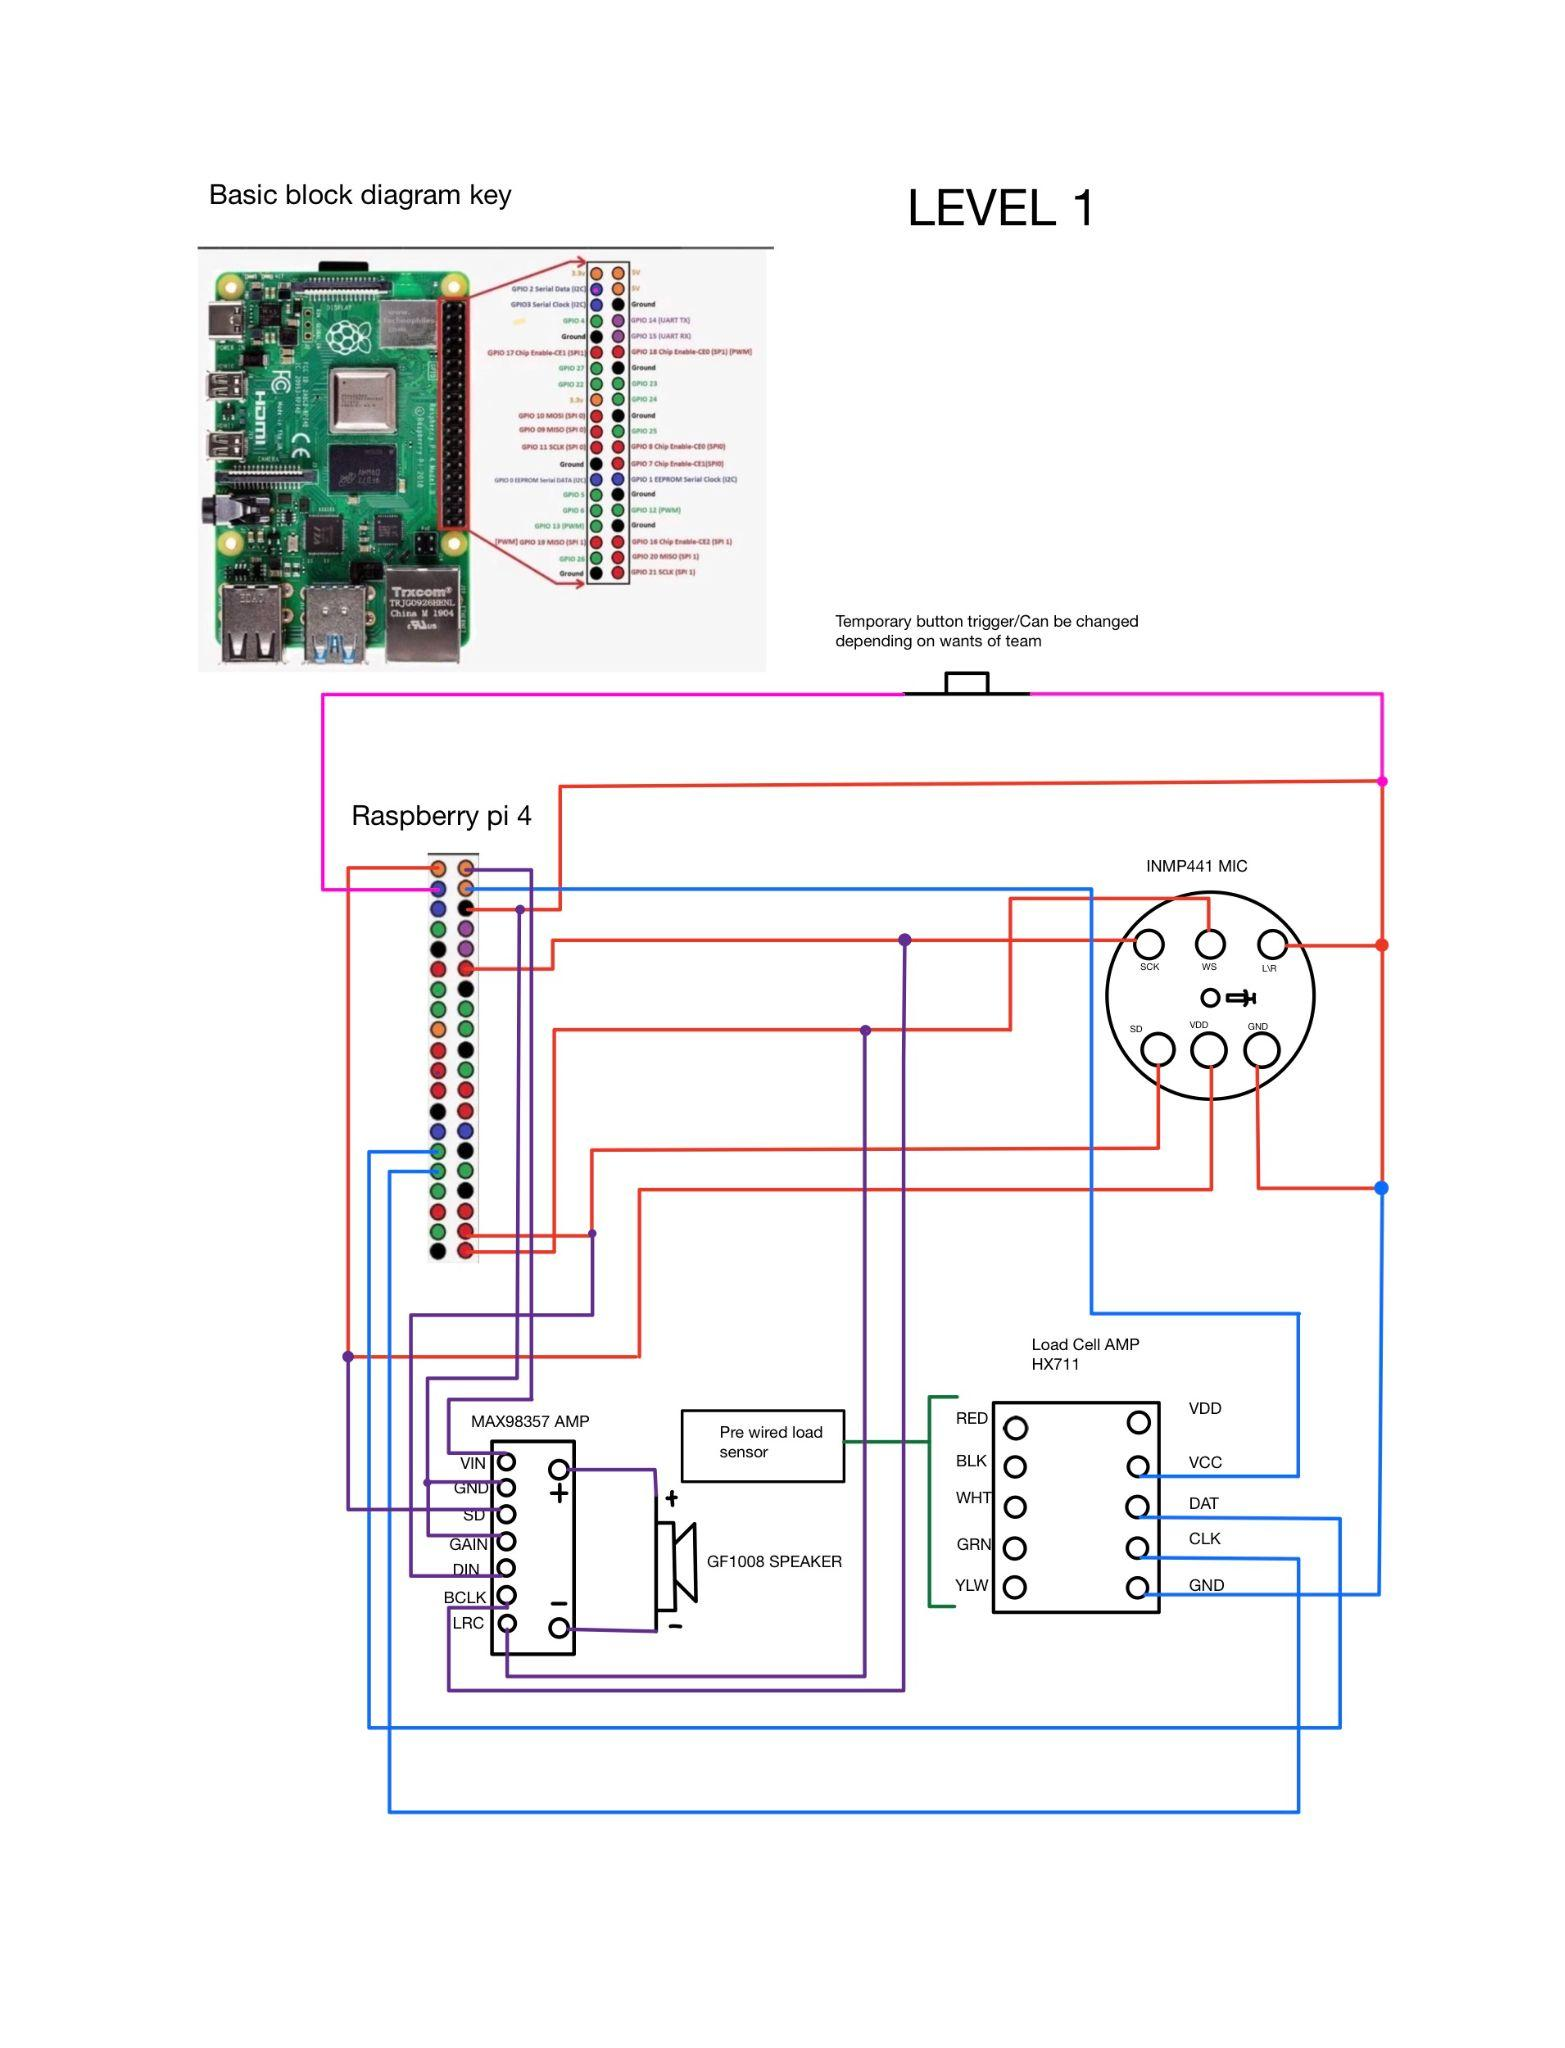 Basic block diagram key
LEVEL 1
3.3v
5V
GPIO 2 Serial Data (I2C)
5V
GPIO3 Serial Clock (I2C)
Ground
GPIO 4
GPIO 14 (UART TX)
Ground
GPIO 15 (UART RX)
GPIO 17 Chip Enable-CE1 (SPI1)
GPIO 18 Chip Enable-CE0 (SP1) [PWM]
GPIO 27
Ground
GPIO 22
GPIO 23
3.3v
GPIO 24
GPIO 10 MOSI (SPI 0)
Ground
GPIO 09 MISO (SPI 0)
GPIO 25
GPIO 11 SCLK (SPI 0)
GPIO 8 Chip Enable-CE0 (SPI0)
Ground
GPIO 7 Chip Enable-CE1(SPI0)
GPIO 0 EEPROM Serial DATA (I2C)
GPIO 1 EEPROM Serial Clock (I2C)
GPIO 5
Ground
GPIO 6
GPIO 12 (PWM)
GPIO 13 (PWM)
Ground
[PWM] GPIO 19 MISO (SPI 1)
GPIO 16 Chip Enable-CE2 (SPI 1)
GPIO 26
GPIO 20 MISO (SPI 1)
Ground
GPIO 21 SCLK (SPI 1)
DISPLAY
HDMI
CAMERA
Trxcom®
TRJG0926HENL
China M 1904
Temporary button trigger/Can be changed
depending on wants of team
Raspberry pi 4
INMP441 MIC
SCK
WS
L\R
SD
VDD
GND
Load Cell AMP
HX711
MAX98357 AMP
VIN
GND
SD
GAIN
DIN
BCLK
LRC
+
−
+
−
GF1008 SPEAKER
Pre wired load
sensor
RED
BLK
WHT
GRN
YLW
VDD
VCC
DAT
CLK
GND